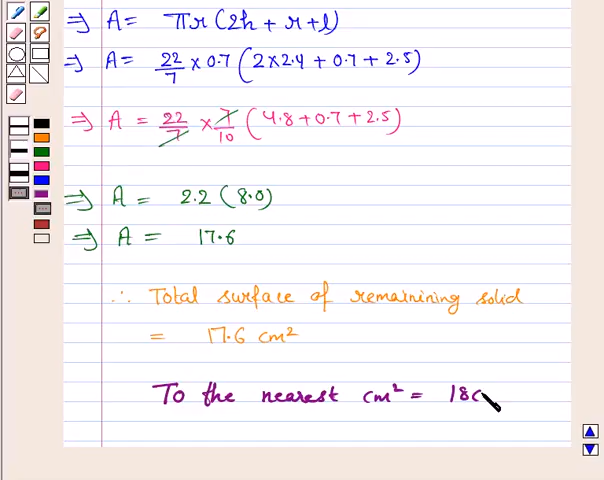 ⇒ A = πr(2h + r + l)
⇒ A = 22/7 × 0.7 (2 × 2.4 + 0.7 + 2.5)
⇒ A = 22/7 × 7/10 (4.8 + 0.7 + 2.5)
⇒ A = 2.2 (8.0)
⇒ A = 17.6
∴ Total surface of remainining solid
= 17.6 cm²
To the nearest cm² = 18c